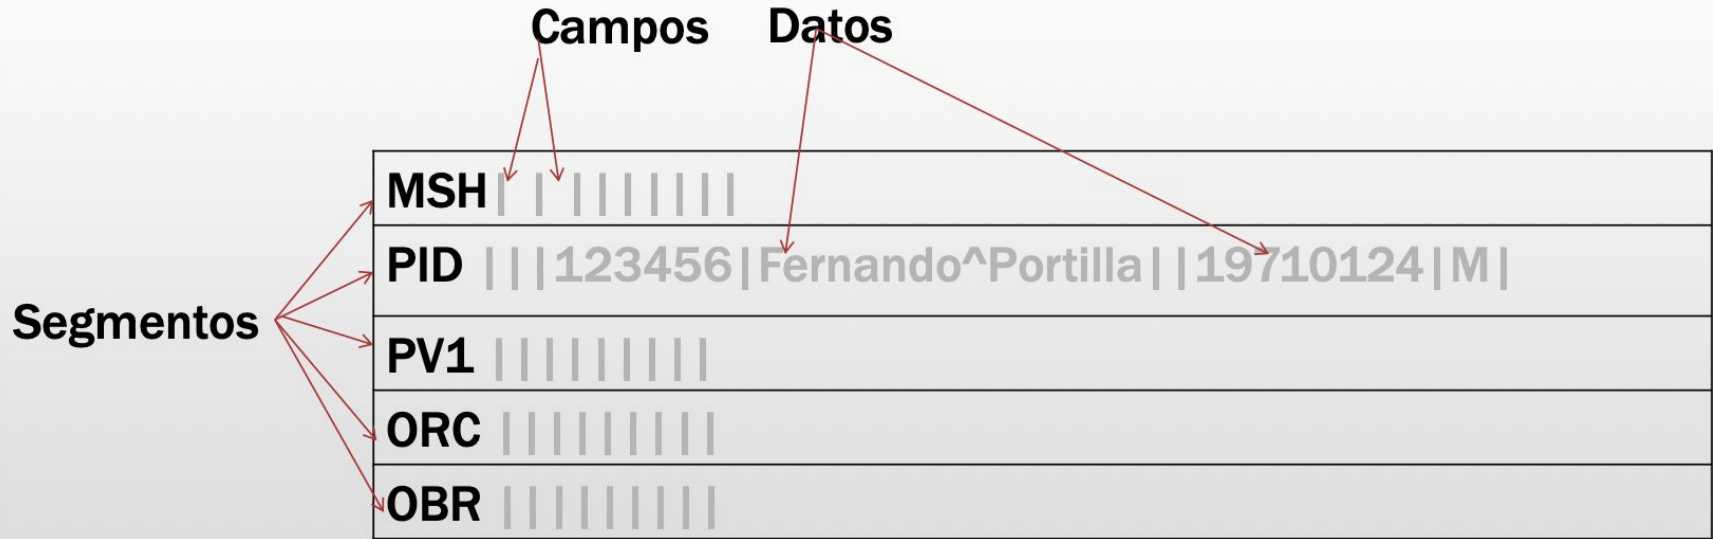 Campos Datos
MSH| | | | | | | | |
PID |||123456|Fernando^Portilla||19710124|M|
Segmentos
PV1 |||||||||
ORC |||||||||
OBR |||||||||